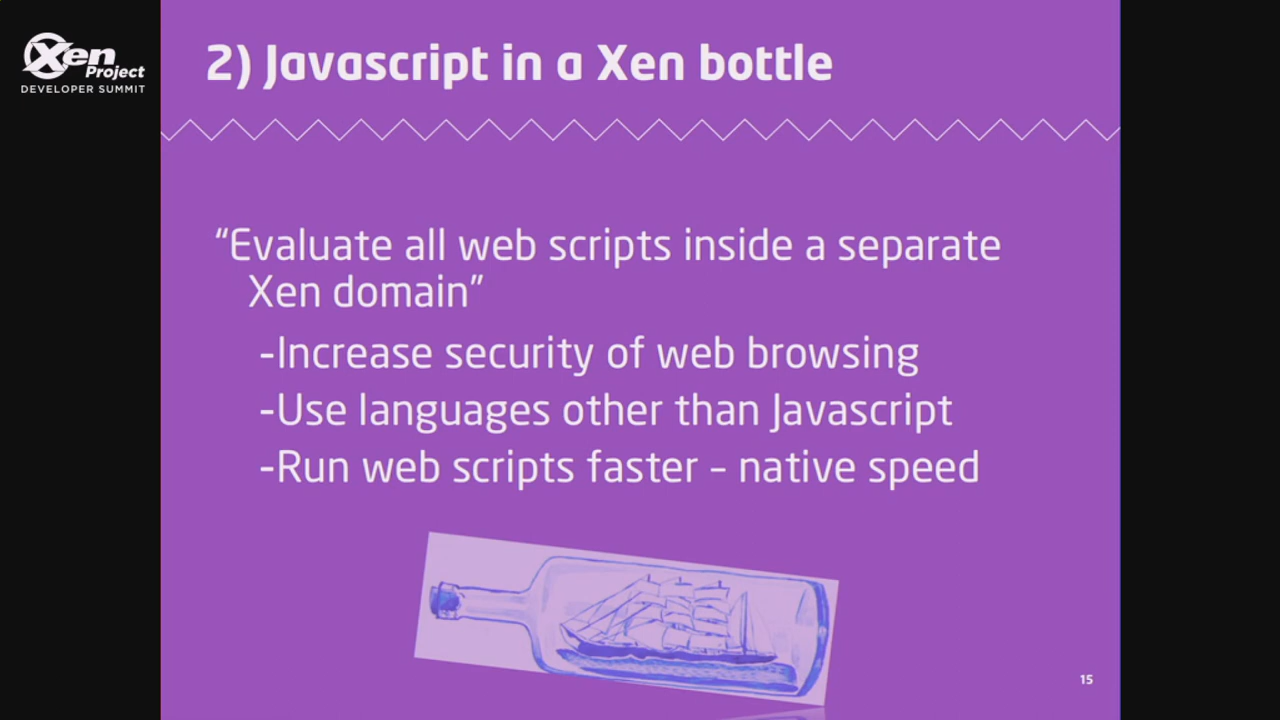 Xen
Project
DEVELOPER SUMMIT
2) Javascript in a Xen bottle
“Evaluate all web scripts inside a separate
Xen domain”
-Increase security of web browsing
-Use languages other than Javascript
-Run web scripts faster – native speed
15